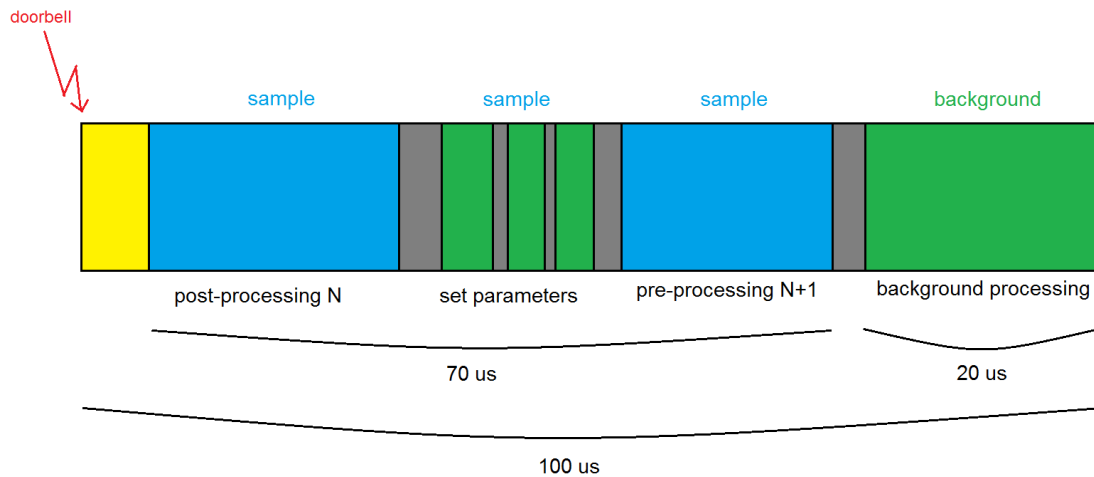 doorbell
sample
sample
sample
background
post-processing N
set parameters
pre-processing N+1
background processing
70 us
20 us
100 us